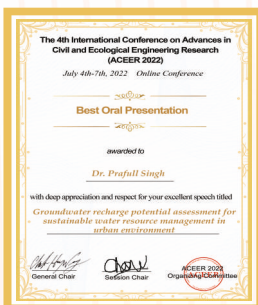 The 4th International Conference on Advances in
Civil and Ecological Engineering Research
(ACEER 2022)
July 4th-7th, 2022 Online Conference
Best Oral Presentation
awarded to
Dr. Prafull Singh
with deep appreciation and respect for your excellent speech titled
Groundwater recharge potential assessment for
sustainable water resource management in
urban environment
General Chair
Session Chair
ACEER 2022
Organizing Committee